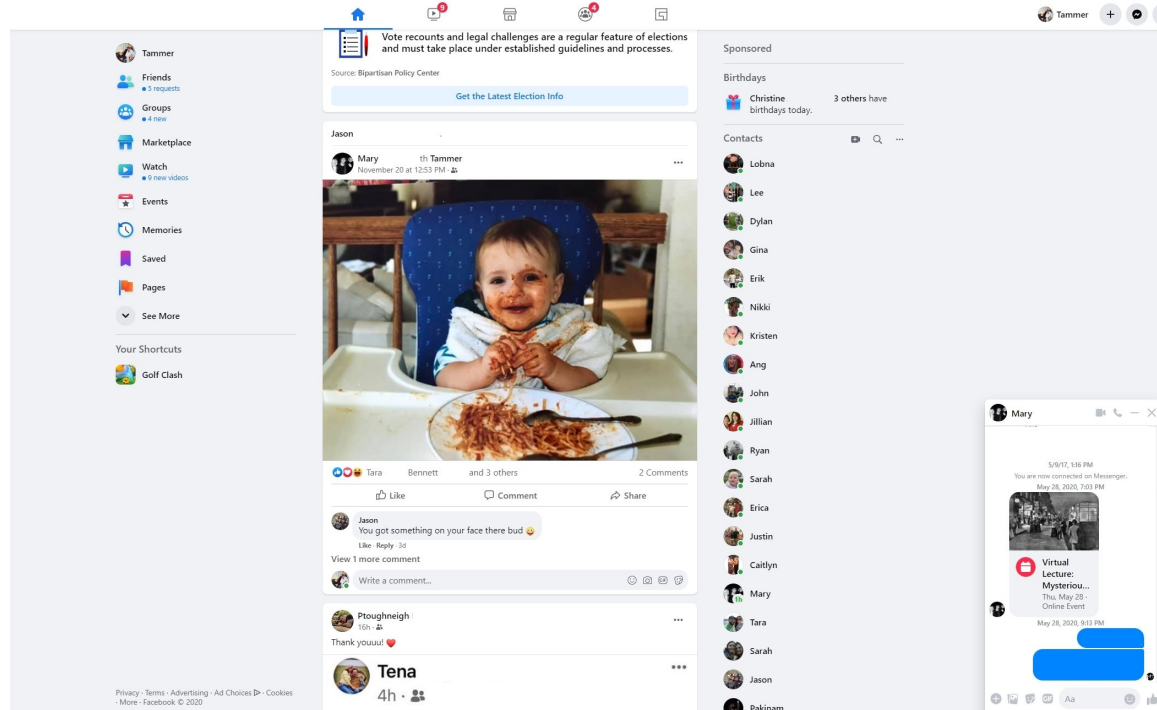 9
4
Tammer
Tammer
Friends
5 requests
Groups
4 new
Marketplace
Watch
9 new videos
Events
Memories
Saved
Pages
See More
Your Shortcuts
Golf Clash
Privacy · Terms · Advertising · Ad Choices · Cookies
· More · Facebook © 2020
Vote recounts and legal challenges are a regular feature of elections
and must take place under established guidelines and processes.
Source: Bipartisan Policy Center
Get the Latest Election Info
Jason
Mary th Tammer
November 20 at 12:53 PM ·
Tara Bennett and 3 others
2 Comments
Like Comment Share
Jason
You got something on your face there bud
Like · Reply · 3d
View 1 more comment
Write a comment...
GIF
Ptoughneigh
16h ·
Thank youuu!
Tena
4h ·
Sponsored
Birthdays
Christine 3 others have
birthdays today.
Contacts
Lobna
Lee
Dylan
Gina
Erik
Nikki
Kristen
Ang
John
Jillian
Ryan
Sarah
Erica
Justin
Caitlyn
Mary
1h
Tara
Sarah
Jason
Pakinam
Mary
5/9/17, 1:16 PM
You are now connected on Messenger.
May 28, 2020, 7:03 PM
Virtual
Lecture:
Mysteriou...
Thu, May 28 ·
Online Event
May 28, 2020, 9:13 PM
GIF
Aa